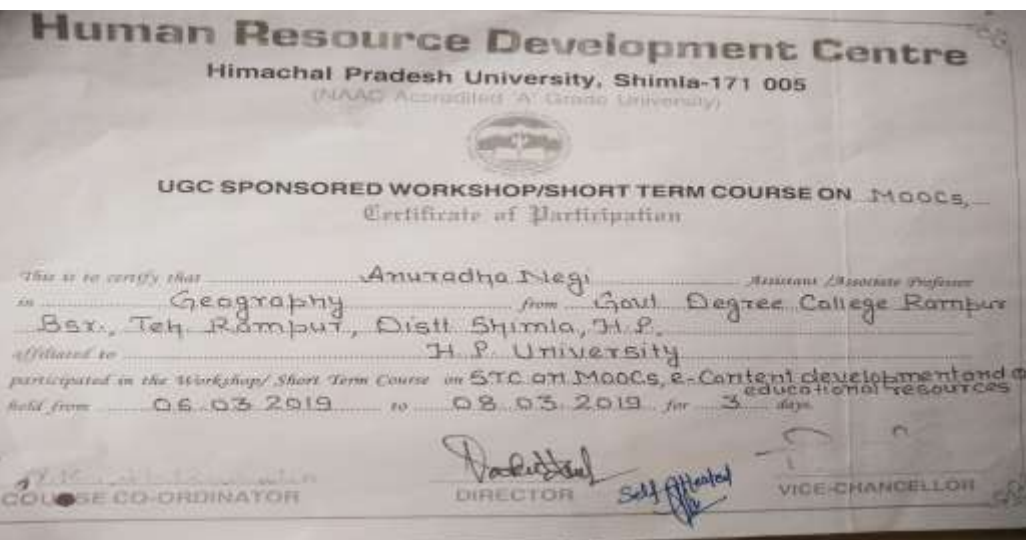 Human Resource Development Centre
Himachal Pradesh University, Shimla-171 005
(NAAC Accredited 'A' Grade University)
UGC SPONSORED WORKSHOP/SHORT TERM COURSE ON MOOCs,
Certificate of Participation
This is to certify that Anuradha Negi Assistant /Associate Professor
in Geography from Govt Degree College Rampur
Bsr., Teh. Rampur, Distt Shimla, H.P.
affiliated to H.P. University
participated in the Workshop/ Short Term Course on STC on MOOCs, e-Content development and
educational resources
held from 06.03.2019 to 08.03.2019 for 3 days.
Self Attested
COURSE CO-ORDINATOR DIRECTOR VICE-CHANCELLOR